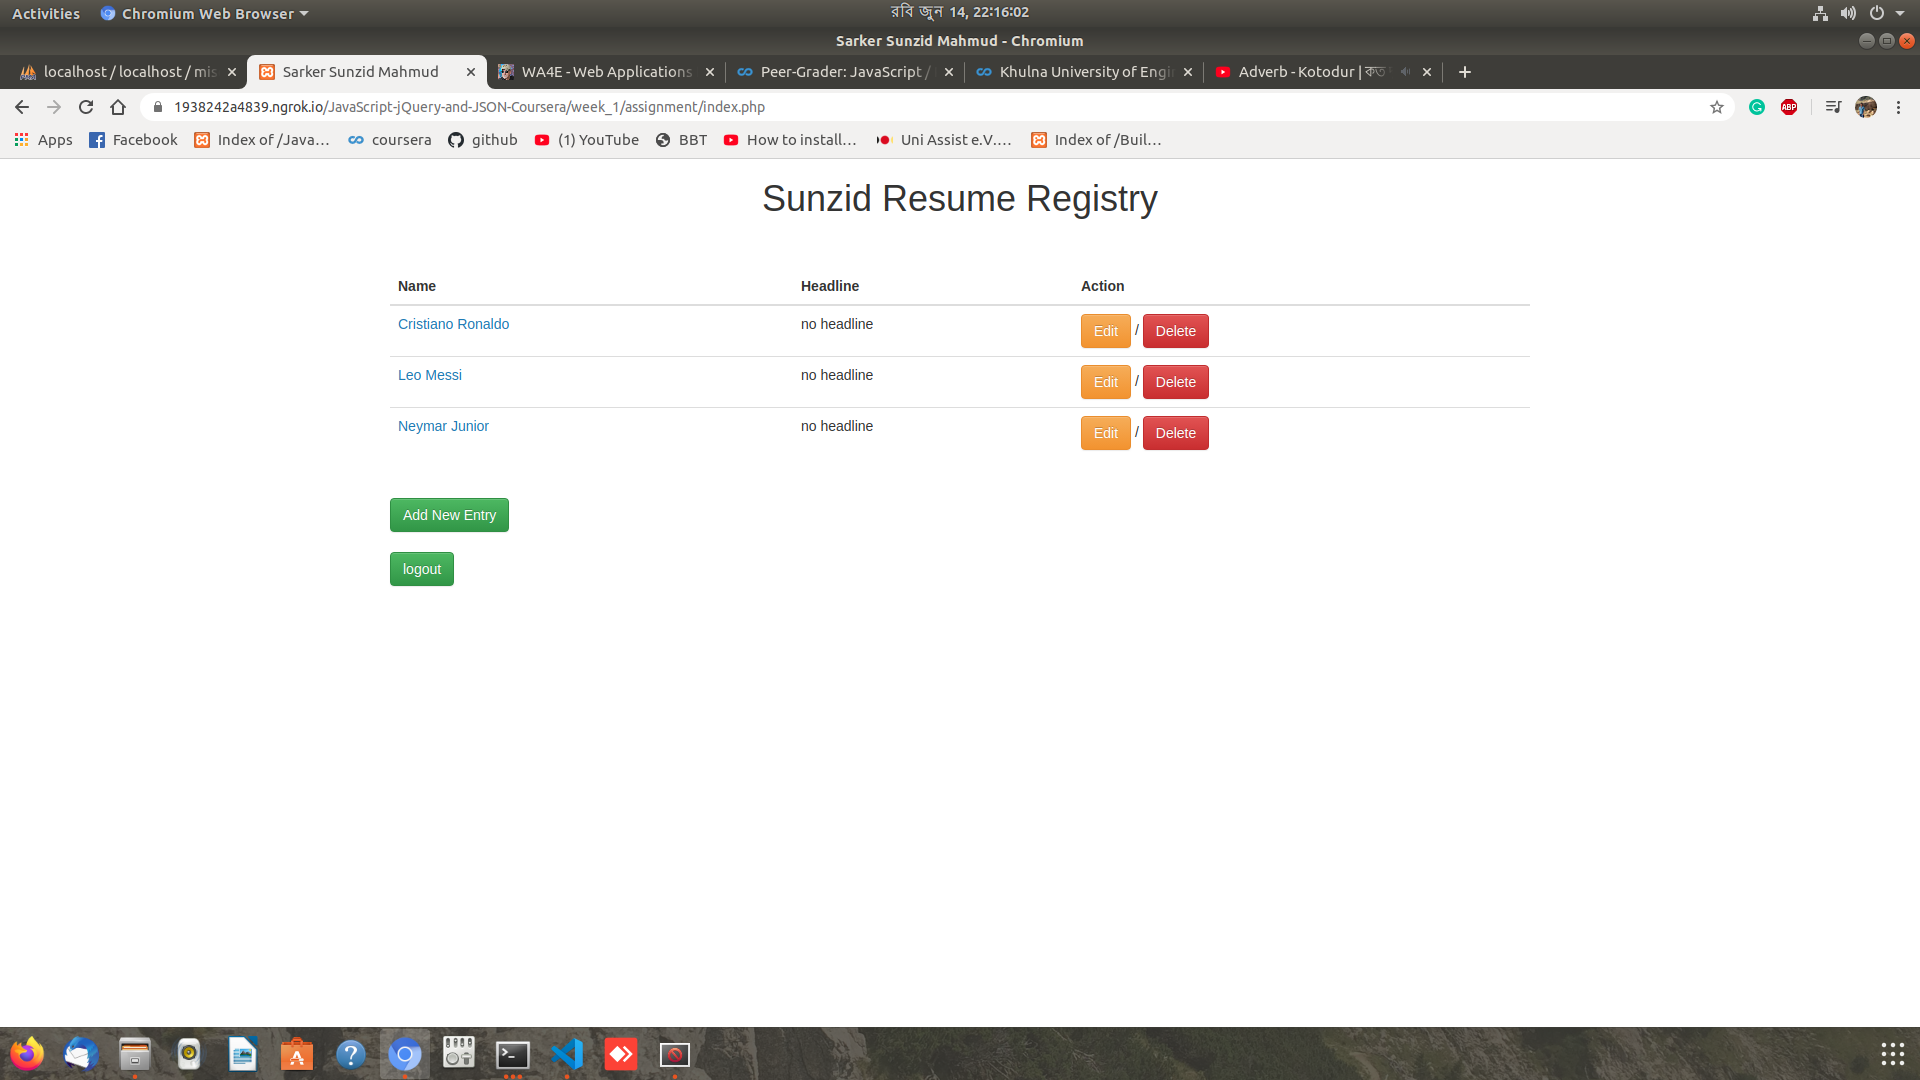 Activities Chromium Web Browser রবি জুন 14, 22:16:02
Sarker Sunzid Mahmud - Chromium
localhost / localhost / mis Sarker Sunzid Mahmud WA4E - Web Applications Peer-Grader: JavaScript / Khulna University of Engi Adverb - Kotodur | কত
1938242a4839.ngrok.io/JavaScript-jQuery-and-JSON-Coursera/week_1/assignment/index.php ABP
Apps Facebook Index of /Java... coursera github (1) YouTube BBT How to install... Uni Assist e.V.... Index of /Buil...
Sunzid Resume Registry
Name Headline Action
Cristiano Ronaldo no headline Edit / Delete
Leo Messi no headline Edit / Delete
Neymar Junior no headline Edit / Delete
Add New Entry
logout